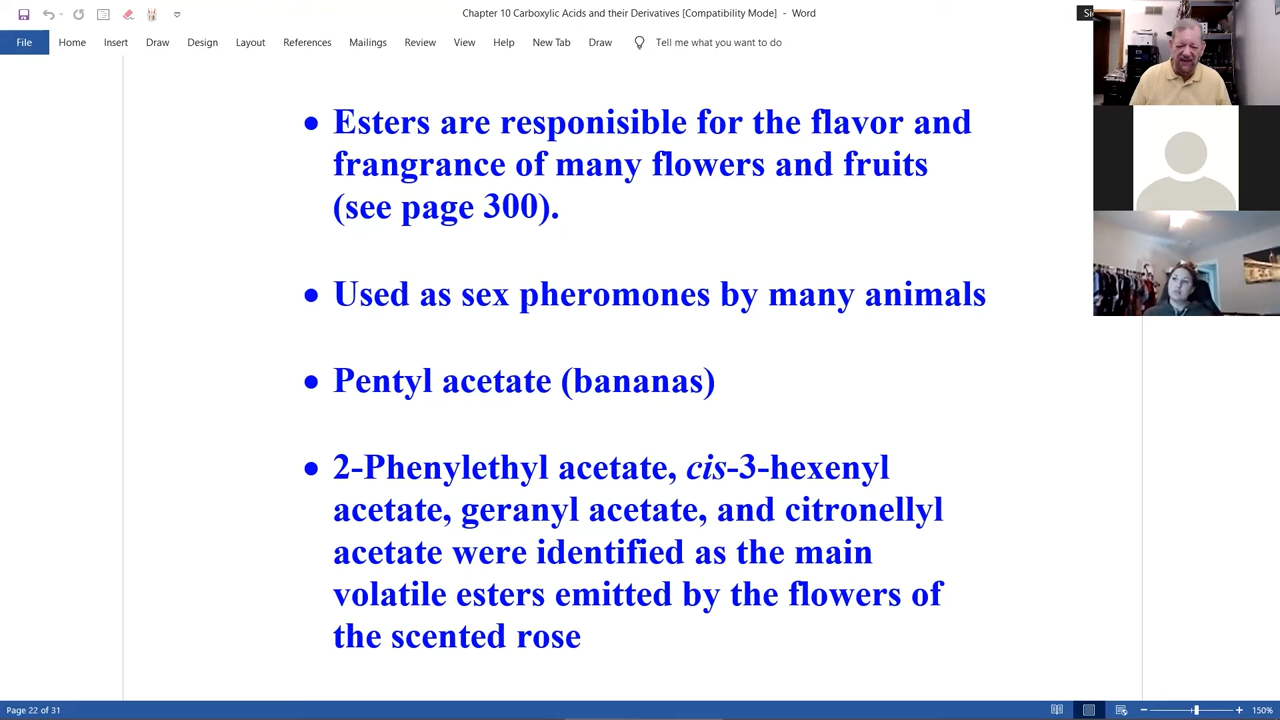 Chapter 10 Carboxylic Acids and their Derivatives [Compatibility Mode] - Word
File Home Insert Draw Design Layout References Mailings Review View Help New Tab Draw Tell me what you want to do
• Esters are responisible for the flavor and
frangrance of many flowers and fruits
(see page 300).
• Used as sex pheromones by many animals
• Pentyl acetate (bananas)
• 2-Phenylethyl acetate, cis-3-hexenyl
acetate, geranyl acetate, and citronellyl
acetate were identified as the main
volatile esters emitted by the flowers of
the scented rose
Page 22 of 31
150%